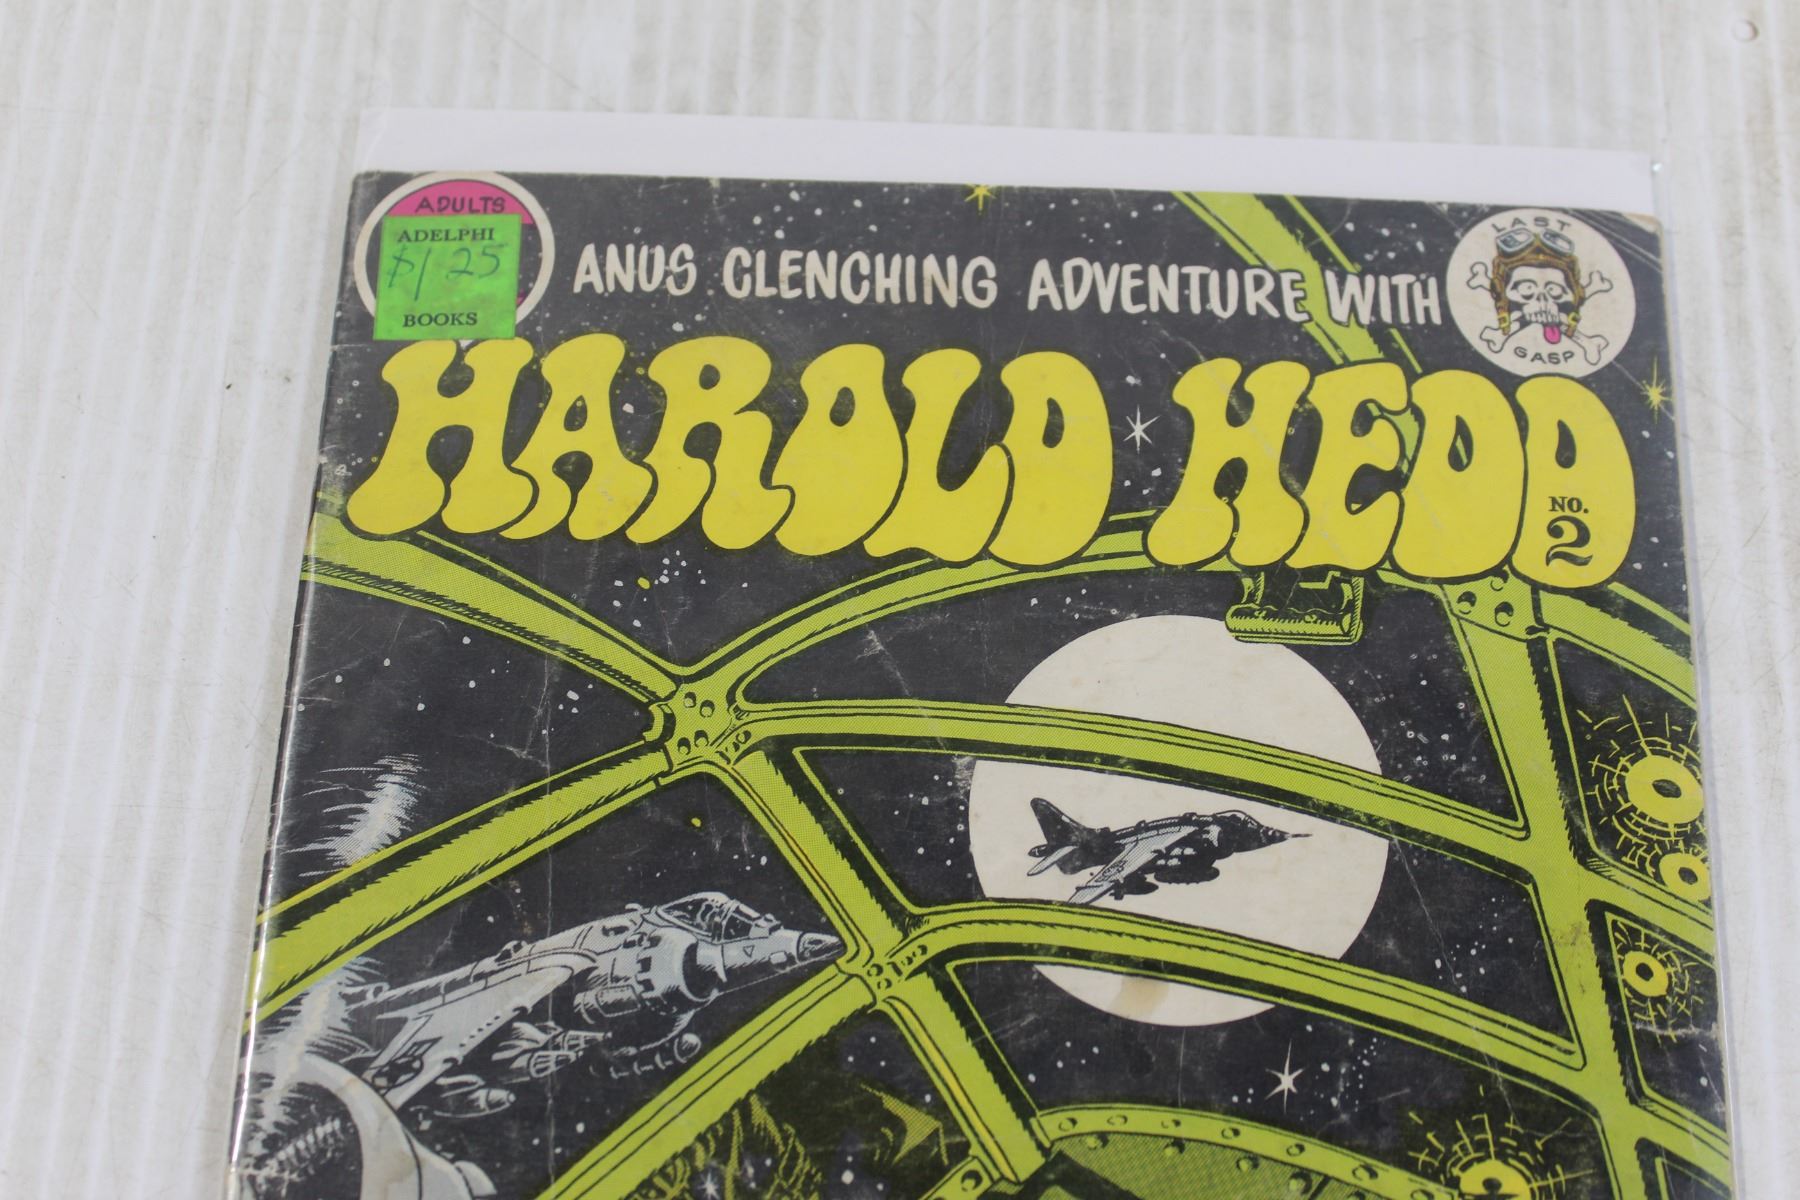 ADULTS
ADELPHI
$1 25
BOOKS
ANUS CLENCHING ADVENTURE WITH
LAST
GASP
HAROLD HEDD
NO.
2